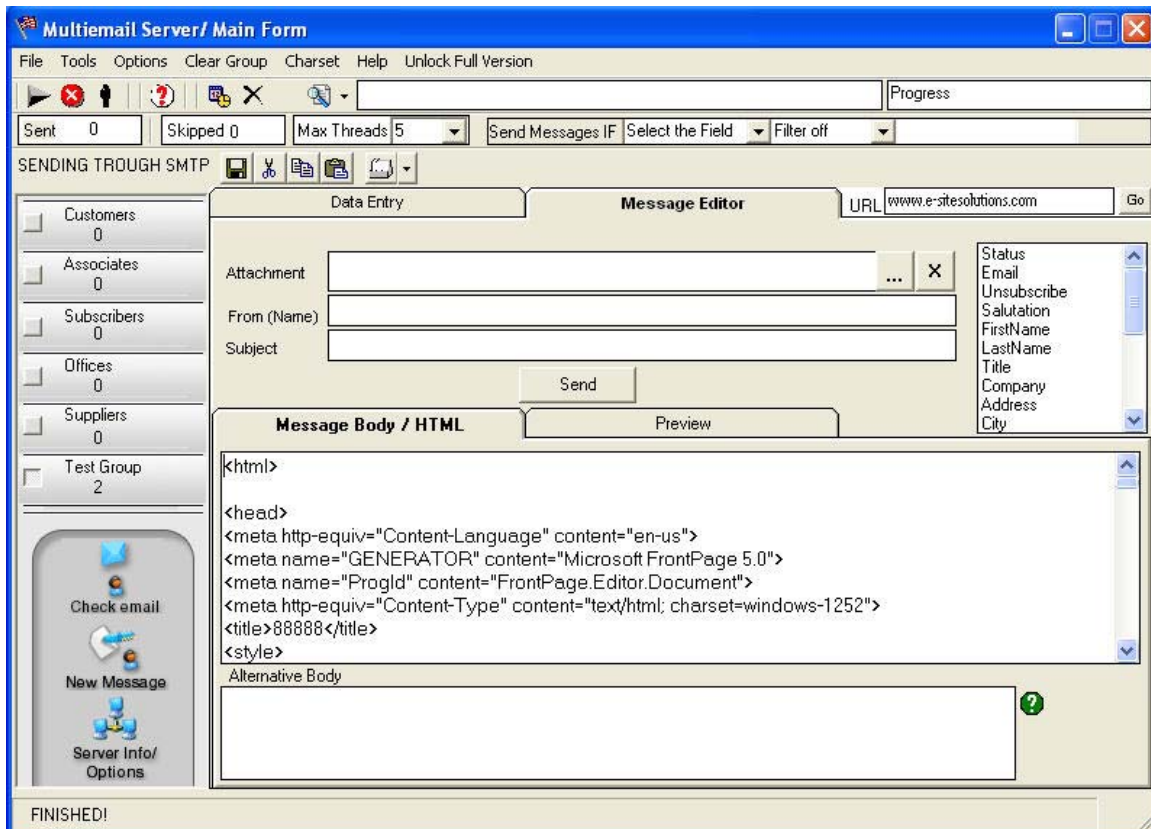 Multiemail Server/ Main Form
File Tools Options Clear Group Charset Help Unlock Full Version
Progress
Sent 0 Skipped 0 Max Threads 5 Send Messages IF Select the Field Filter off
SENDING TROUGH SMTP
Data Entry Message Editor URL www.e-sitesolutions.com Go
Customers
0
Associates
0
Subscribers
0
Offices
0
Suppliers
0
Test Group
2
Check email
New Message
Server Info/
Options
Attachment ... X
From (Name)
Subject
Send
Status
Email
Unsubscribe
Salutation
FirstName
LastName
Title
Company
Address
City
Message Body / HTML Preview
<html>
<head>
<meta http-equiv="Content-Language" content="en-us">
<meta name="GENERATOR" content="Microsoft FrontPage 5.0">
<meta name="ProgId" content="FrontPage.Editor.Document">
<meta http-equiv="Content-Type" content="text/html; charset=windows-1252">
<title>88888</title>
<style>
Alternative Body
?
FINISHED!